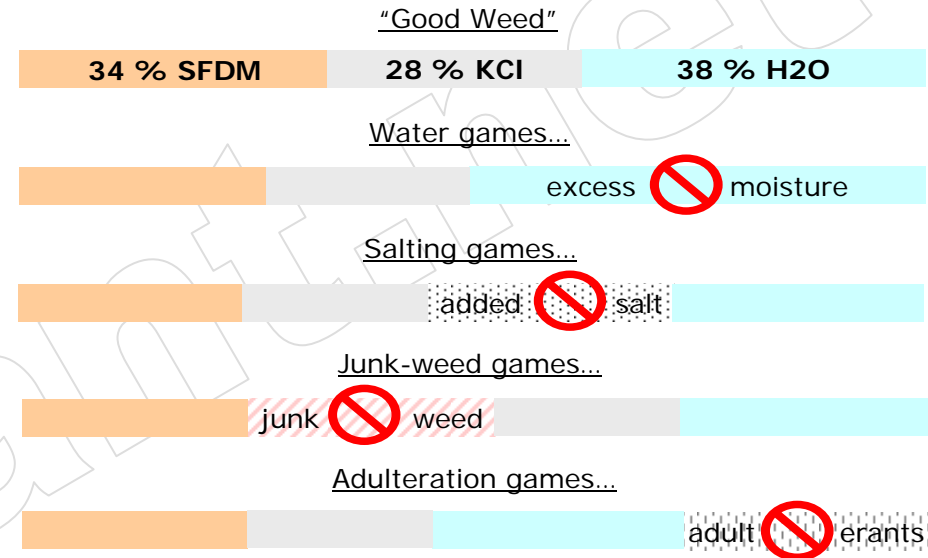 “Good Weed”
34 % SFDM 28 % KCl 38 % H2O
Water games...
excess moisture
Salting games...
added salt
Junk-weed games...
junk weed
Adulteration games...
adult erants